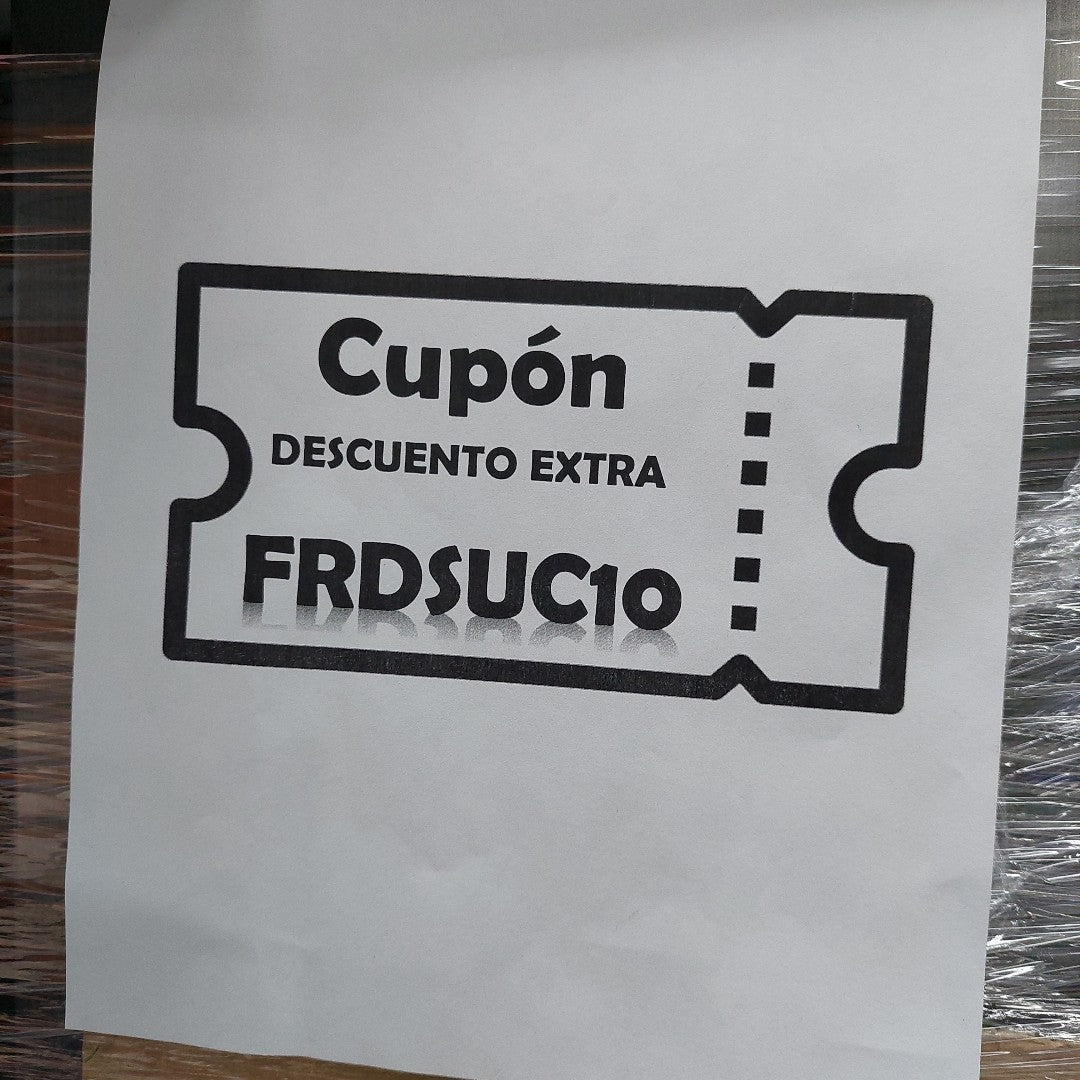 Cupón
DESCUENTO EXTRA
FRDSUC10